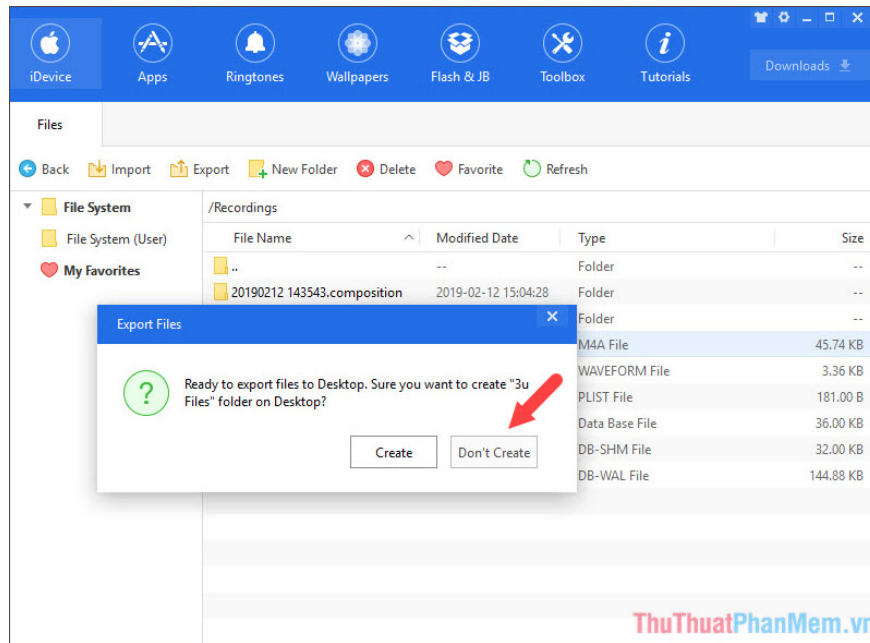 iDevice
Apps
Ringtones
Wallpapers
Flash & JB
Toolbox
Tutorials
Downloads
Files
Back
Import
Export
New Folder
Delete
Favorite
Refresh
File System
File System (User)
My Favorites
/Recordings
File Name Modified Date Type Size
.. -- Folder --
20190212 143543.composition 2019-02-12 15:04:28 Folder --
Folder --
M4A File 45.74 KB
WAVEFORM File 3.36 KB
PLIST File 181.00 B
Data Base File 36.00 KB
DB-SHM File 32.00 KB
DB-WAL File 144.88 KB
Export Files
Ready to export files to Desktop. Sure you want to create "3u
Files" folder on Desktop?
Create
Don't Create
ThuThuatPhanMem.vn